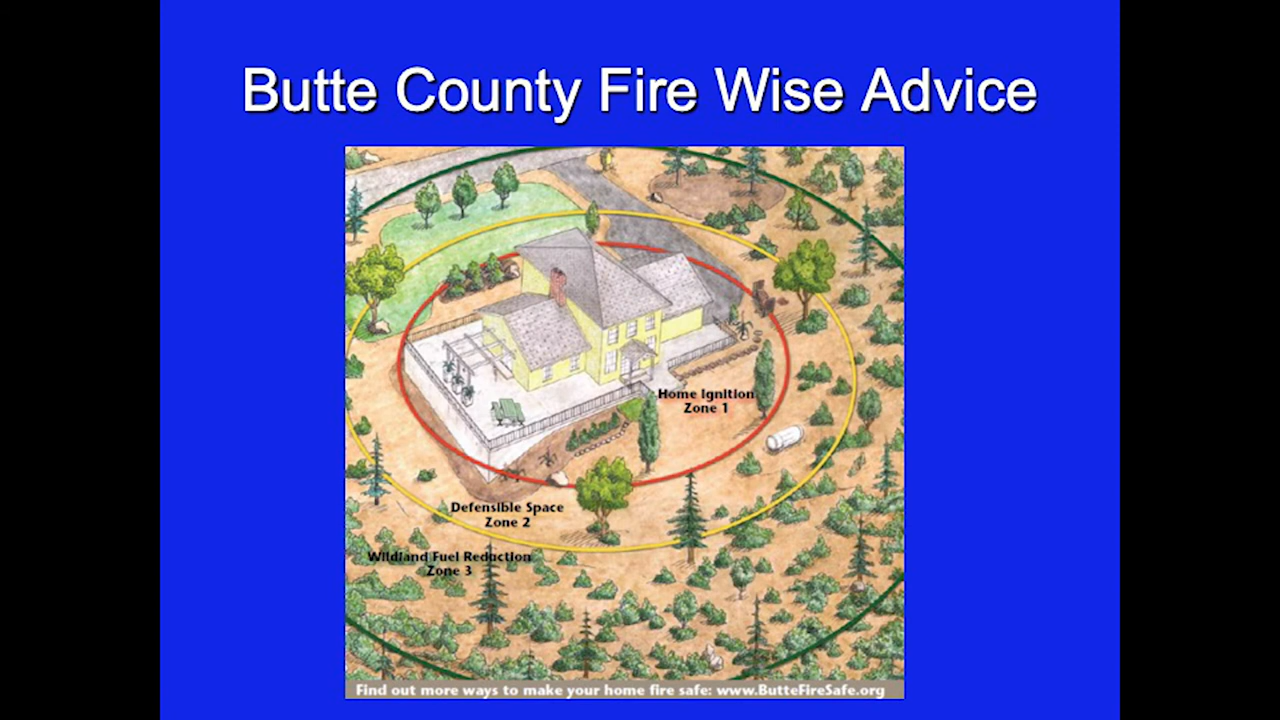 Butte County Fire Wise Advice
Home Ignition
Zone 1
Defensible Space
Zone 2
Wildland Fuel Reduction
Zone 3
Find out more ways to make your home fire safe: www.ButteFireSafe.org